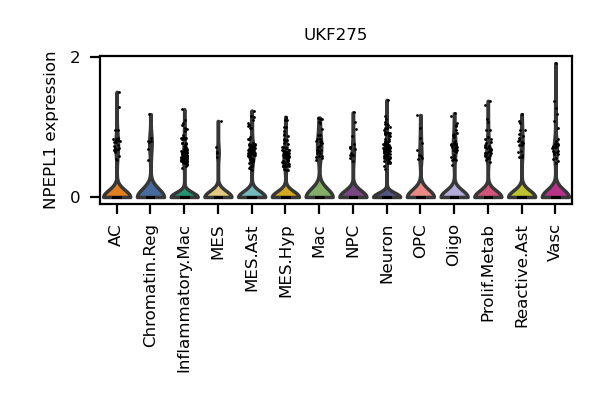 UKF275
NPEPL1 expression
2
0
AC
Chromatin.Reg
Inflammatory.Mac
MES
MES.Ast
MES.Hyp
Mac
NPC
Neuron
OPC
Oligo
Prolif.Metab
Reactive.Ast
Vasc